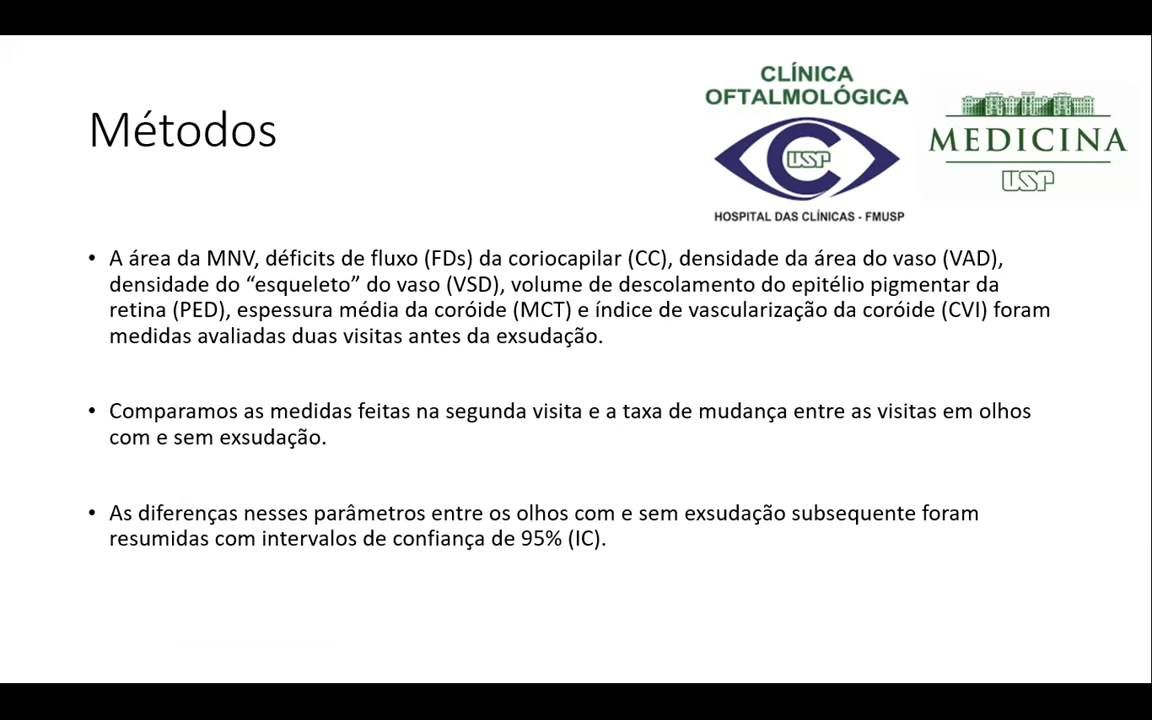 CLÍNICA
OFTALMOLÓGICA
USP
HOSPITAL DAS CLÍNICAS - FMUSP
MEDICINA
USP
Métodos
• A área da MNV, déficits de fluxo (FDs) da coriocapilar (CC), densidade da área do vaso (VAD),
densidade do “esqueleto” do vaso (VSD), volume de descolamento do epitélio pigmentar da
retina (PED), espessura média da coróide (MCT) e índice de vascularização da coróide (CVI) foram
medidas avaliadas duas visitas antes da exsudação.
• Comparamos as medidas feitas na segunda visita e a taxa de mudança entre as visitas em olhos
com e sem exsudação.
• As diferenças nesses parâmetros entre os olhos com e sem exsudação subsequente foram
resumidas com intervalos de confiança de 95% (IC).